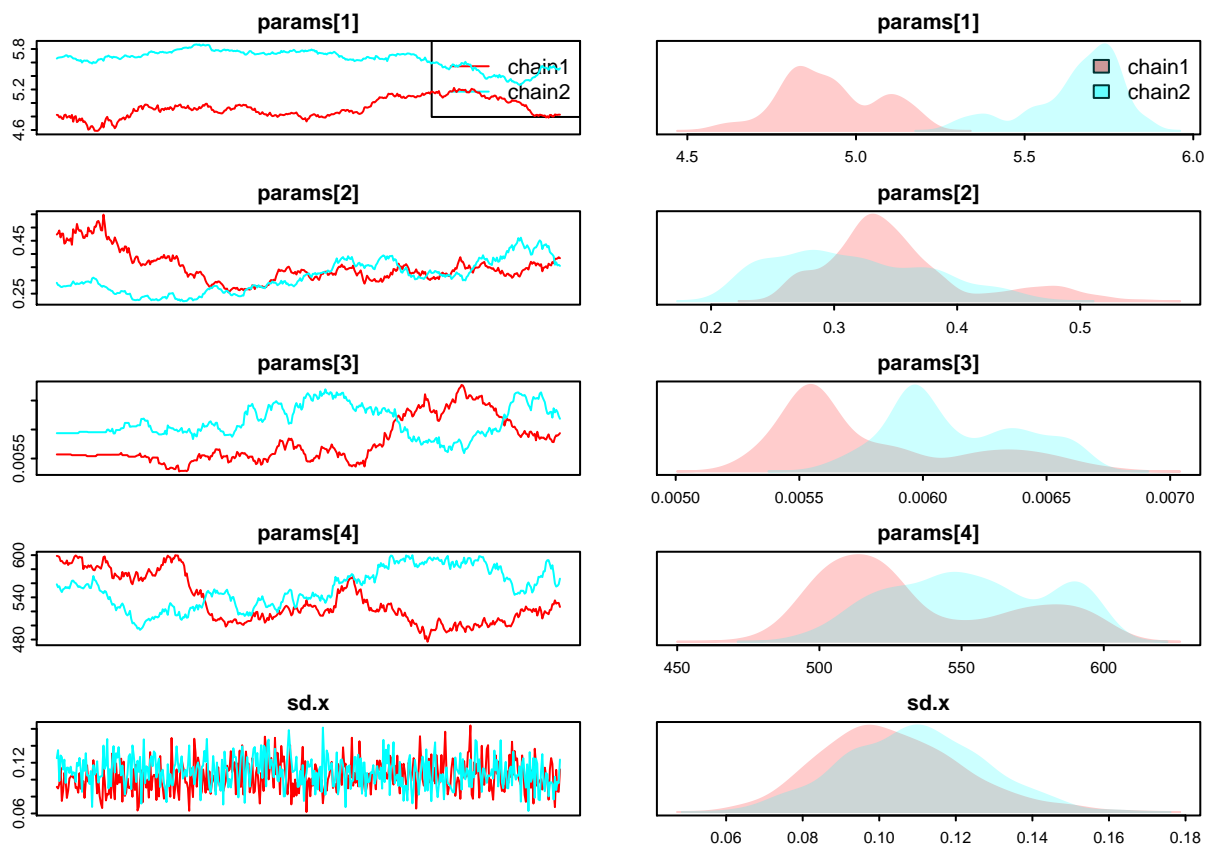 params[1]
5.8
5.2
4.6
chain1
chain2
params[1]
chain1
chain2
4.5 5.0 5.5 6.0
params[2]
0.45
0.25
params[2]
0.2 0.3 0.4 0.5
params[3]
0.0055
params[3]
0.0050 0.0055 0.0060 0.0065 0.0070
params[4]
600
540
480
params[4]
450 500 550 600
sd.x
0.12
0.06
sd.x
0.06 0.08 0.10 0.12 0.14 0.16 0.18